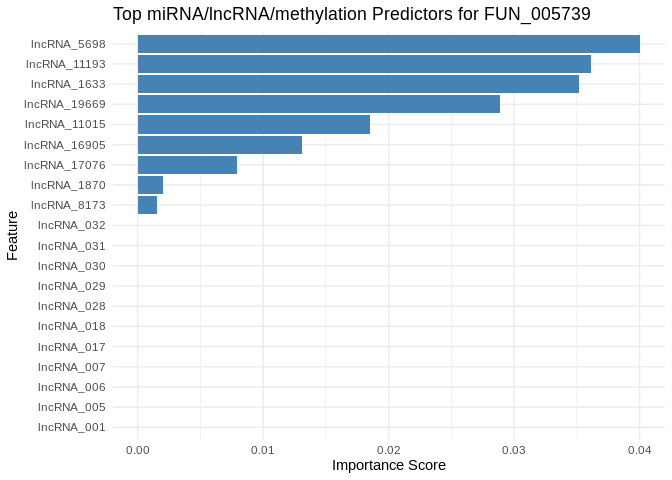 Top miRNA/lncRNA/methylation Predictors for FUN_005739
Feature
lncRNA_5698
lncRNA_11193
lncRNA_1633
lncRNA_19669
lncRNA_11015
lncRNA_16905
lncRNA_17076
lncRNA_1870
lncRNA_8173
lncRNA_032
lncRNA_031
lncRNA_030
lncRNA_029
lncRNA_028
lncRNA_018
lncRNA_017
lncRNA_007
lncRNA_006
lncRNA_005
lncRNA_001
0.00 0.01 0.02 0.03 0.04
Importance Score